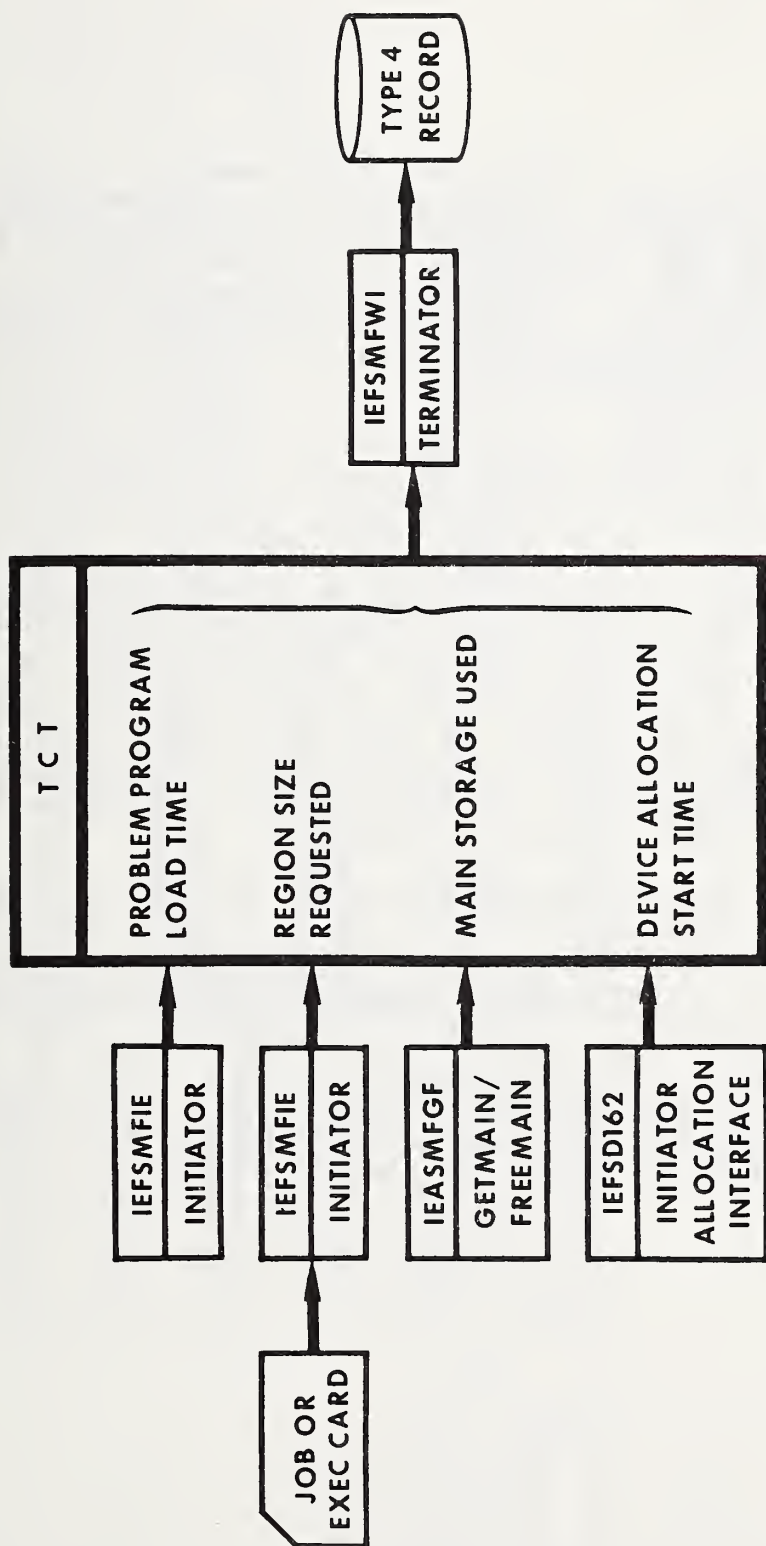 JOB OR
EXEC CARD
IEFSMFIE
INITIATOR
IEFSMFIE
INITIATOR
IEASMFGF
GETMAIN/
FREEMAIN
IEFSD162
INITIATOR
ALLOCATION
INTERFACE
TCT
PROBLEM PROGRAM
LOAD TIME
REGION SIZE
REQUESTED
MAIN STORAGE USED
DEVICE ALLOCATION
START TIME
IEFSMFWI
TERMINATOR
TYPE 4
RECORD